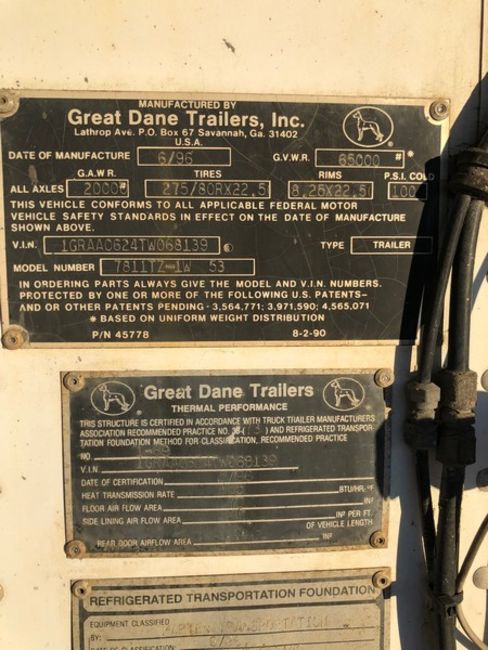 MANUFACTURED BY
Great Dane Trailers, Inc.
Lathrop Ave. P.O. Box 67 Savannah, Ga. 31402
U.S.A.
DATE OF MANUFACTURE 6/96 G.V.W.R. 65000 #*
G.A.W.R. TIRES RIMS P.S.I. COLD
ALL AXLES 20000# 275/80RX22.5 8.25X22.5 100
THIS VEHICLE CONFORMS TO ALL APPLICABLE FEDERAL MOTOR
VEHICLE SAFETY STANDARDS IN EFFECT ON THE DATE OF MANUFACTURE
SHOWN ABOVE.
V.I.N. 1GRAA0624TW068139 TYPE TRAILER
MODEL NUMBER 7811TZ-1W 53
IN ORDERING PARTS ALWAYS GIVE THE MODEL AND V.I.N. NUMBERS.
PROTECTED BY ONE OR MORE OF THE FOLLOWING U.S. PATENTS-
AND OR OTHER PATENTS PENDING - 3,564,771; 3,971,590; 4,565,071
* BASED ON UNIFORM WEIGHT DISTRIBUTION
P/N 45778 8-2-90
Great Dane Trailers
THERMAL PERFORMANCE
THIS STRUCTURE IS CERTIFIED IN ACCORDANCE WITH TRUCK TRAILER MANUFACTURERS
ASSOCIATION RECOMMENDED PRACTICE NO. 38 AND REFRIGERATED TRANSPOR-
TATION FOUNDATION METHOD FOR CLASSIFICATION, RECOMMENDED PRACTICE
NO
V.I.N. TW068139
DATE OF CERTIFICATION
HEAT TRANSMISSION RATE BTU/HR.°F
FLOOR AIR FLOW AREA IN²
SIDE LINING AIR FLOW AREA IN² PER FT.
OF VEHICLE LENGTH
REAR DOOR AIRFLOW AREA IN²
REFRIGERATED TRANSPORTATION FOUNDATION
EQUIPMENT CLASSIFIED
BY: